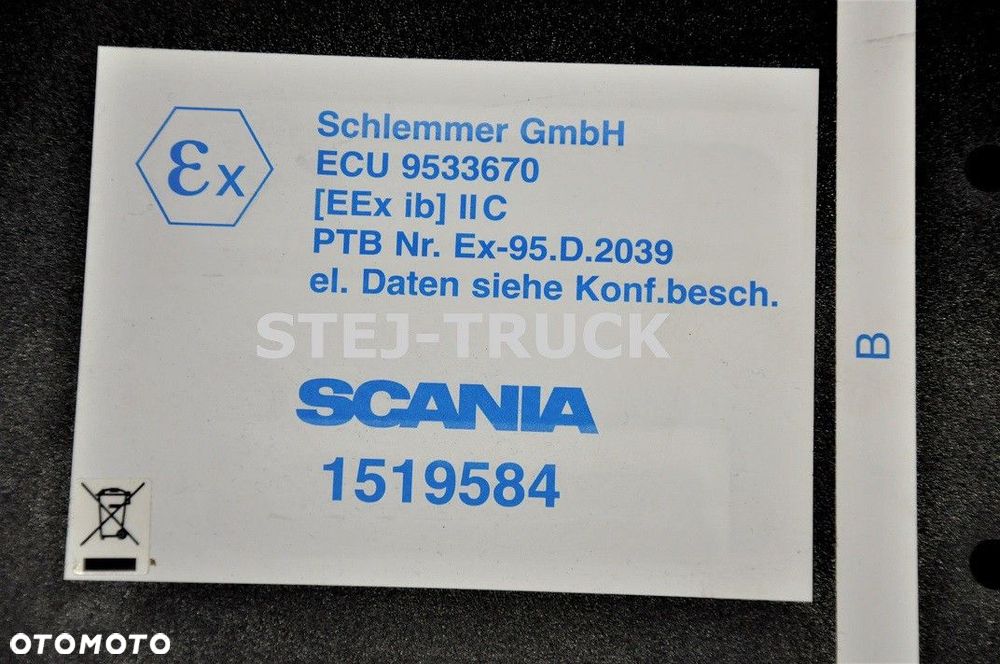 Ex
Schlemmer GmbH
ECU 9533670
[EEx ib] IIC
PTB Nr. Ex-95.D.2039
el. Daten siehe Konf.besch.
STEJ-TRUCK
SCANIA
1519584
B
OTOMOTO